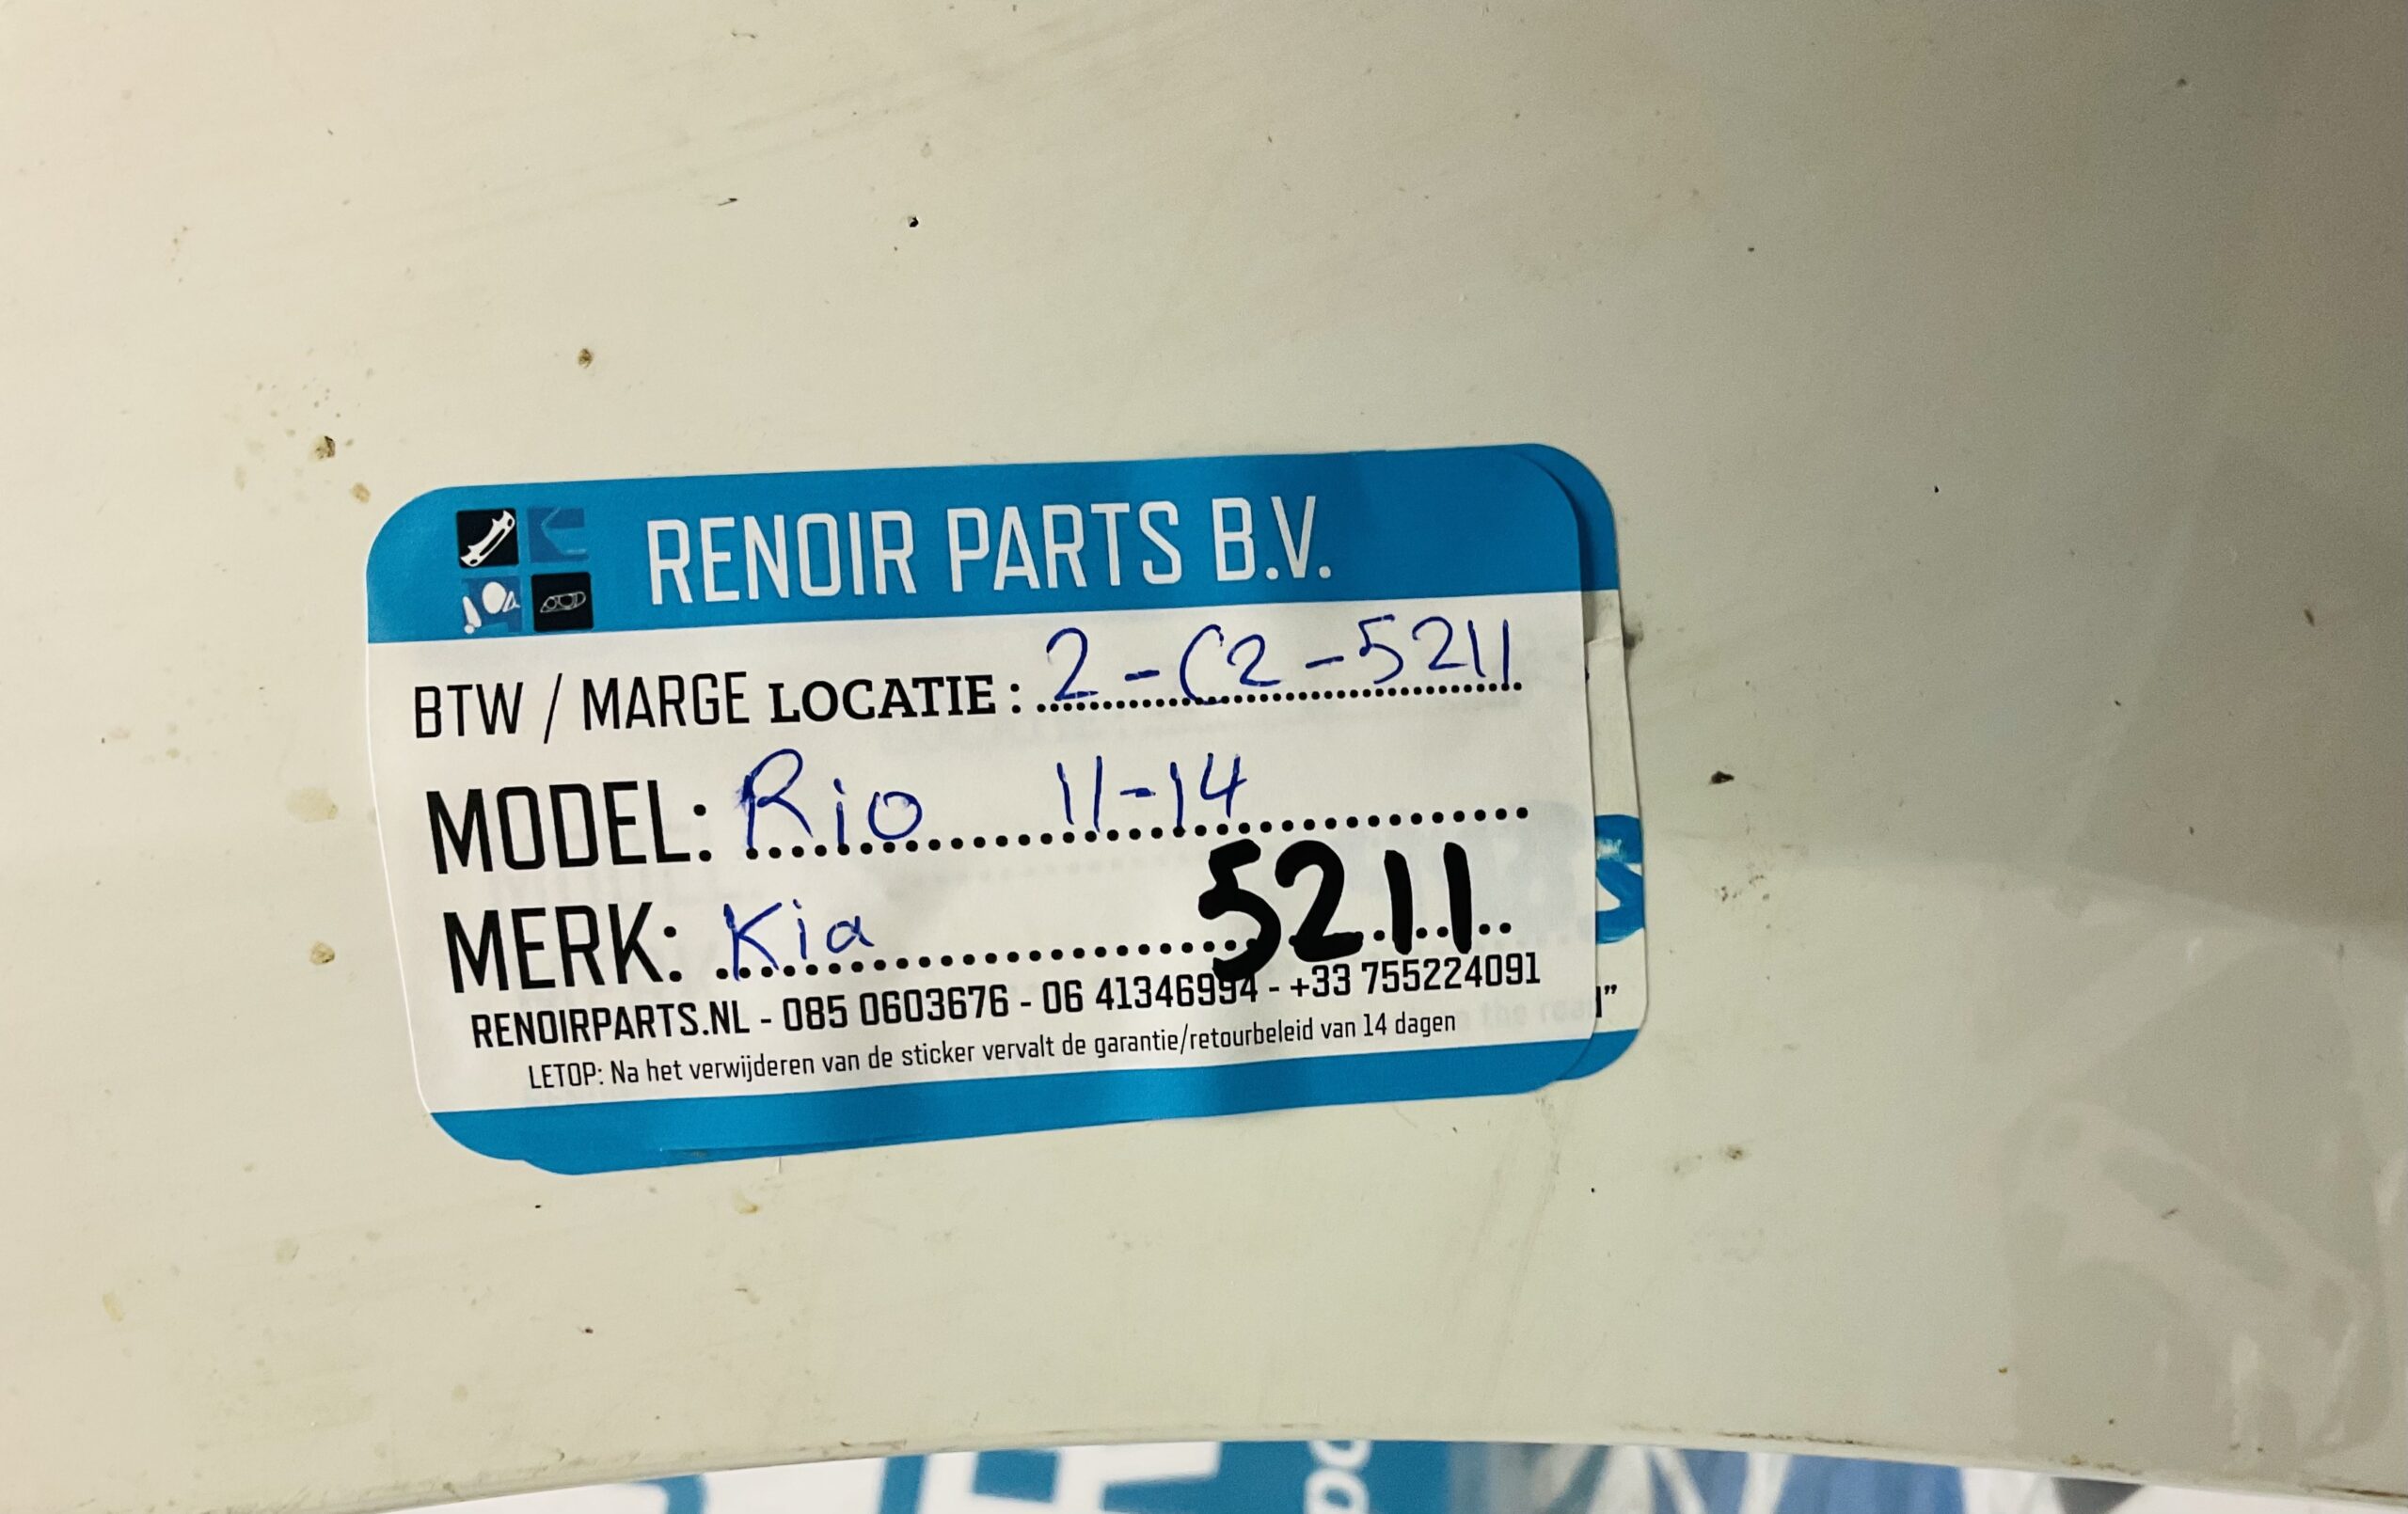 RENOIR PARTS B.V.
BTW / MARGE LOCATIE : 2-C2-5211
MODEL: Rio 11-14
MERK: Kia 5211
RENOIRPARTS.NL - 085 0603676 - 06 41346994 - +33 755224091
LETOP: Na het verwijderen van de sticker vervalt de garantie/retourbeleid van 14 dagen